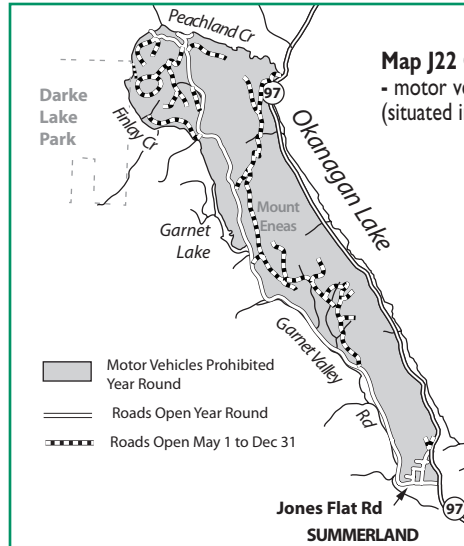 Peachland Cr
Map J22
- motor ve
(situated i
97
Darke
Lake
Park
Finlay Cr
Okanagan Lake
Mount
Eneas
Garnet
Lake
Garnet Valley
Rd
Motor Vehicles Prohibited
Year Round
Roads Open Year Round
Roads Open May 1 to Dec 31
Jones Flat Rd
97
SUMMERLAND